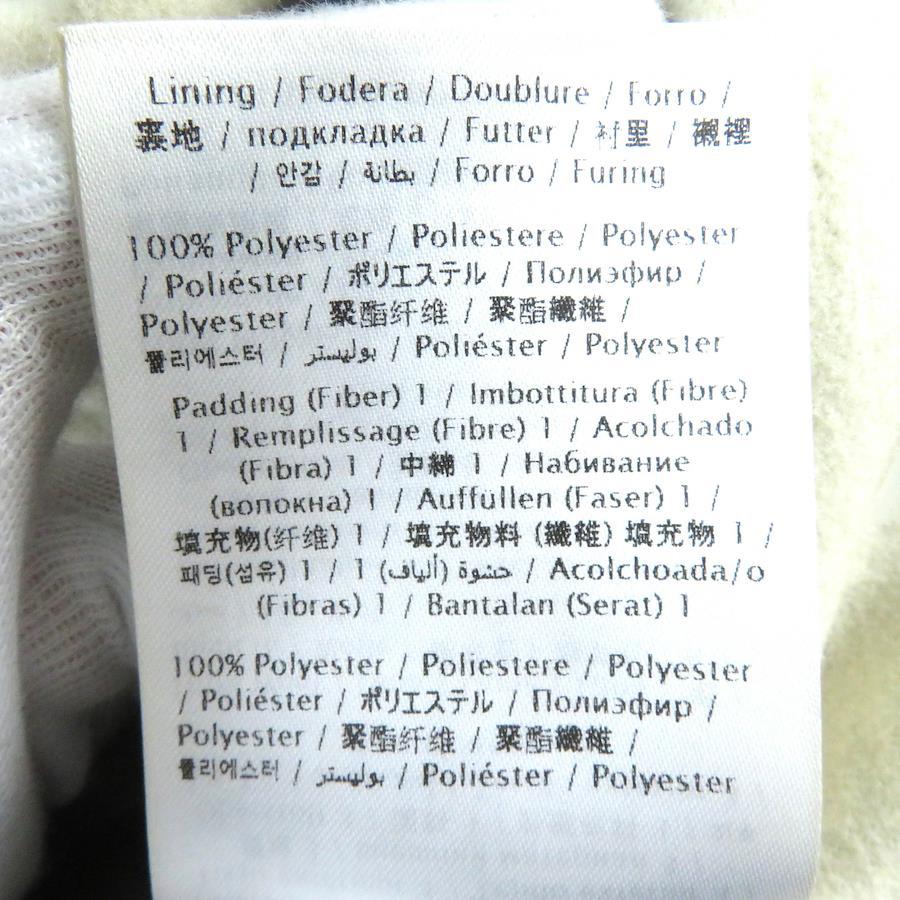 Lining / Fodera / Doublure / Forro /
裏地 / подкладка / Futter / 衬里 / 襯裡
/ 안감 / بطانة / Forro / Furing
100% Polyester / Poliestere / Polyester
/ Poliéster / ポリエステル / Полиэфир /
Polyester / 聚酯纤维 / 聚酯纖維 /
폴리에스터 / بوليستر / Poliéster / Polyester
Padding (Fiber) 1 / Imbottitura (Fibre)
1 / Remplissage (Fibre) 1 / Acolchado
(Fibra) 1 / 中綿 1 / Набивание
(волокна) 1 / Auffüllen (Faser) 1 /
填充物(纤维) 1 / 填充物料 (纖維) 填充物 1 /
패딩(섬유) 1 / 1 (ألياف) حشوة / Acolchoada/o
(Fibras) 1 / Bantalan (Serat) 1
100% Polyester / Poliestere / Polyester
/ Poliéster / ポリエステル / Полиэфир /
Polyester / 聚酯纤维 / 聚酯纖維 /
폴리에스터 / بوليستر / Poliéster / Polyester